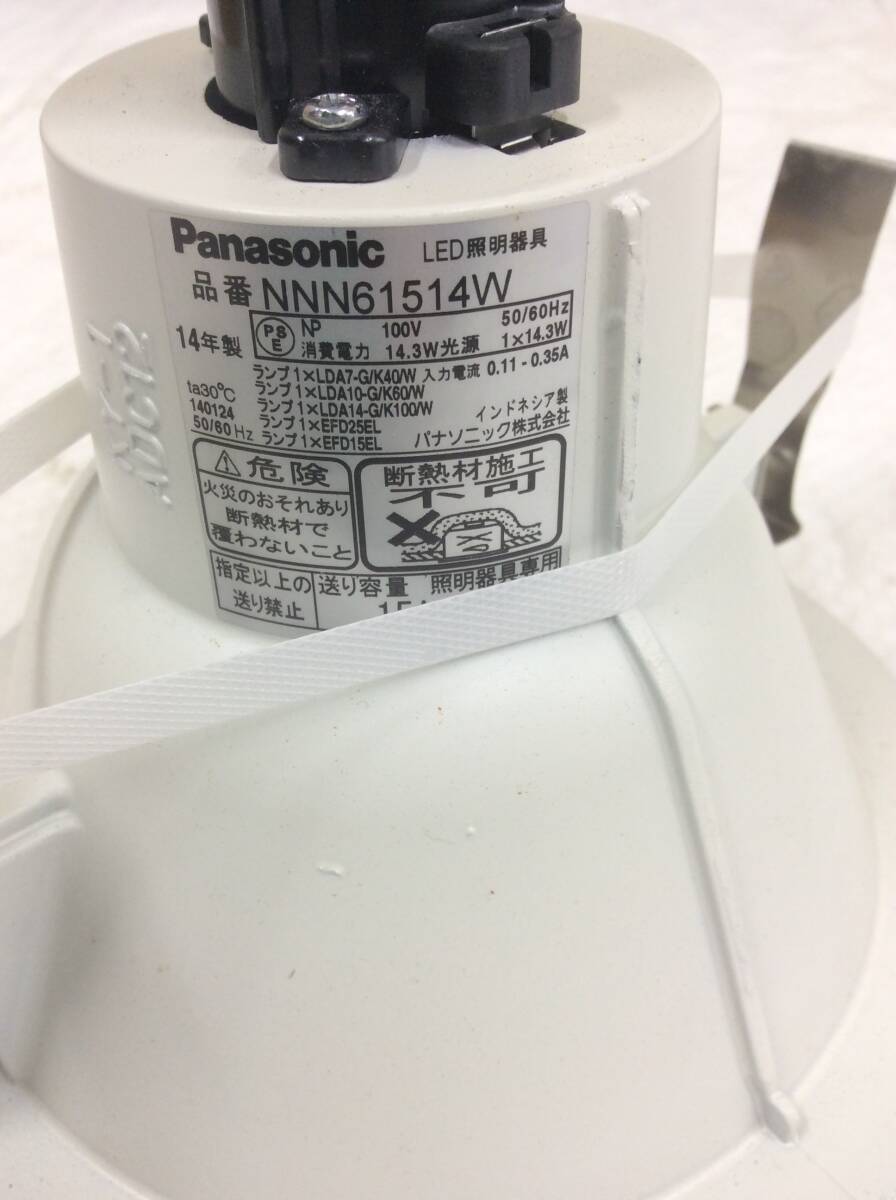 Panasonic LED照明器具
品番 NNN61514W
14年製
PS E NP 100V 50/60Hz
消費電力 14.3W 光源 1×14.3W
ランプ 1×LDA7-G/K40/W 入力電流 0.11 - 0.35A
ta30℃ ランプ 1×LDA10-G/K60/W
140124 ランプ 1×LDA14-G/K100/W インドネシア製
50/60 Hz ランプ 1×EFD25EL パナソニック株式会社
ランプ 1×EFD15EL
危険
火災のおそれあり
断熱材で
覆わないこと
断熱材施工
不可
指定以上の
送り禁止
送り容量 照明器具専用
ADC12